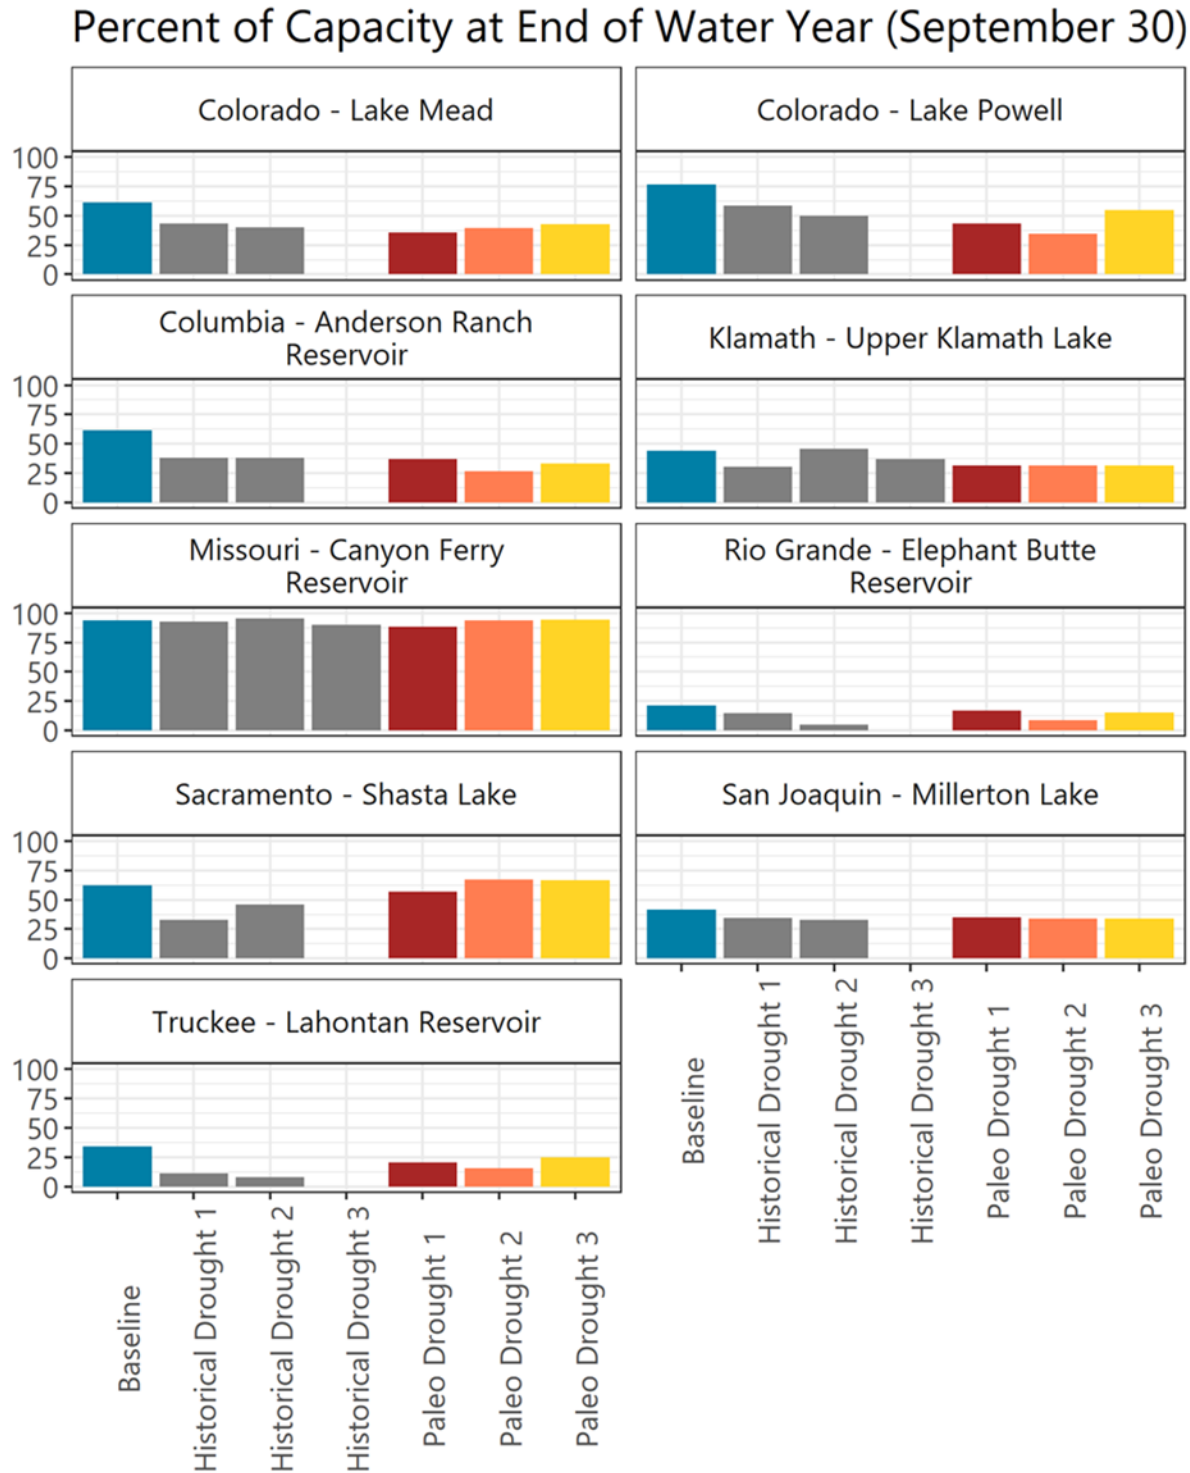 Percent of Capacity at End of Water Year (September 30)
Colorado - Lake Mead
Colorado - Lake Powell
100
75
50
25
0
Columbia - Anderson Ranch
Reservoir
Klamath - Upper Klamath Lake
100
75
50
25
0
Missouri - Canyon Ferry
Reservoir
Rio Grande - Elephant Butte
Reservoir
100
75
50
25
0
Sacramento - Shasta Lake
San Joaquin - Millerton Lake
100
75
50
25
0
Baseline
Historical Drought 1
Historical Drought 2
Historical Drought 3
Paleo Drought 1
Paleo Drought 2
Paleo Drought 3
Truckee - Lahontan Reservoir
100
75
50
25
0
Baseline
Historical Drought 1
Historical Drought 2
Historical Drought 3
Paleo Drought 1
Paleo Drought 2
Paleo Drought 3